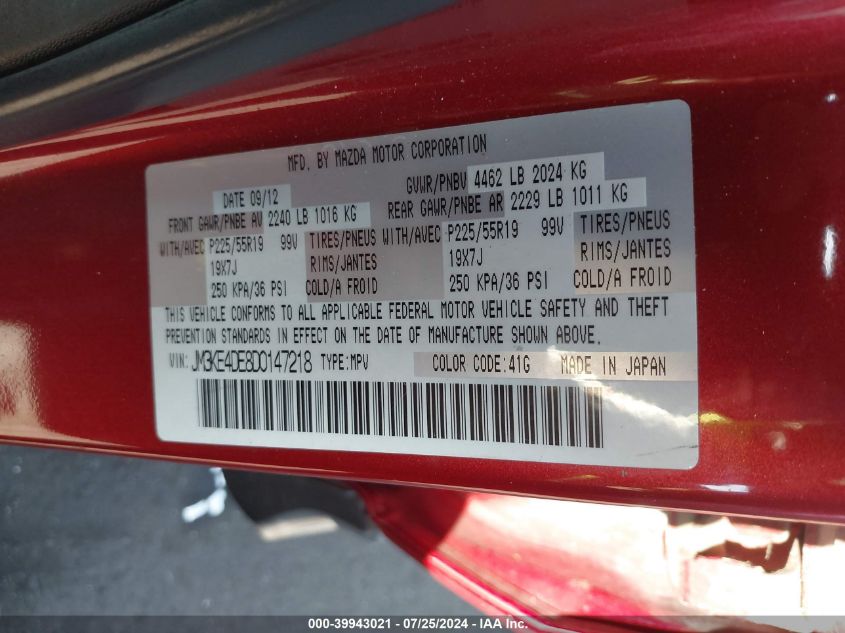 MFD. BY MAZDA MOTOR CORPORATION
DATE 09/12 GVWR/PNBV 4462 LB 2024 KG
FRONT GAWR/PNBE AV 2240 LB 1016 KG REAR GAWR/PNBE AR 2229 LB 1011 KG
WITH/AVEC P225/55R19 99V TIRES/PNEUS WITH/AVEC P225/55R19 99V TIRES/PNEUS
19X7J RIMS/JANTES 19X7J RIMS/JANTES
250 KPA/36 PSI COLD/A FROID 250 KPA/36 PSI COLD/A FROID
THIS VEHICLE CONFORMS TO ALL APPLICABLE FEDERAL MOTOR VEHICLE SAFETY AND THEFT
PREVENTION STANDARDS IN EFFECT ON THE DATE OF MANUFACTURE SHOWN ABOVE.
VIN: JM3KE4DE8D0147218 TYPE:MPV COLOR CODE:41G MADE IN JAPAN
000-39943021 - 07/25/2024 - IAA Inc.